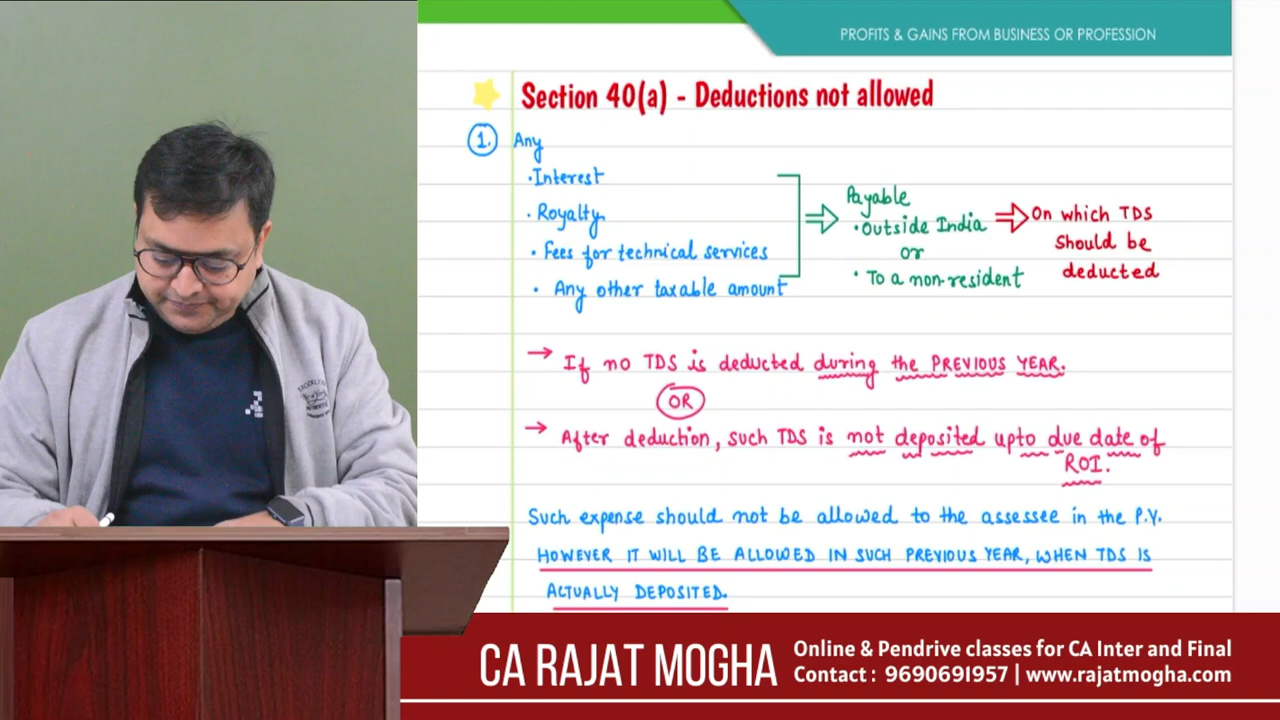 PROFITS & GAINS FROM BUSINESS OR PROFESSION
Section 40(a) - Deductions not allowed
1. Any
• Interest
• Royalty
• Fees for technical services
• Any other taxable amount
Payable
• Outside India
or
• To a non-resident
On which TDS
should be
deducted
→ If no TDS is deducted during the PREVIOUS YEAR.
OR
→ After deduction, such TDS is not deposited upto due date of
ROI.
Such expense should not be allowed to the assessee in the P.Y.
HOWEVER IT WILL BE ALLOWED IN SUCH PREVIOUS YEAR, WHEN TDS IS
ACTUALLY DEPOSITED.
CA RAJAT MOGHA
Online & Pendrive classes for CA Inter and Final
Contact : 9690691957 | www.rajatmogha.com